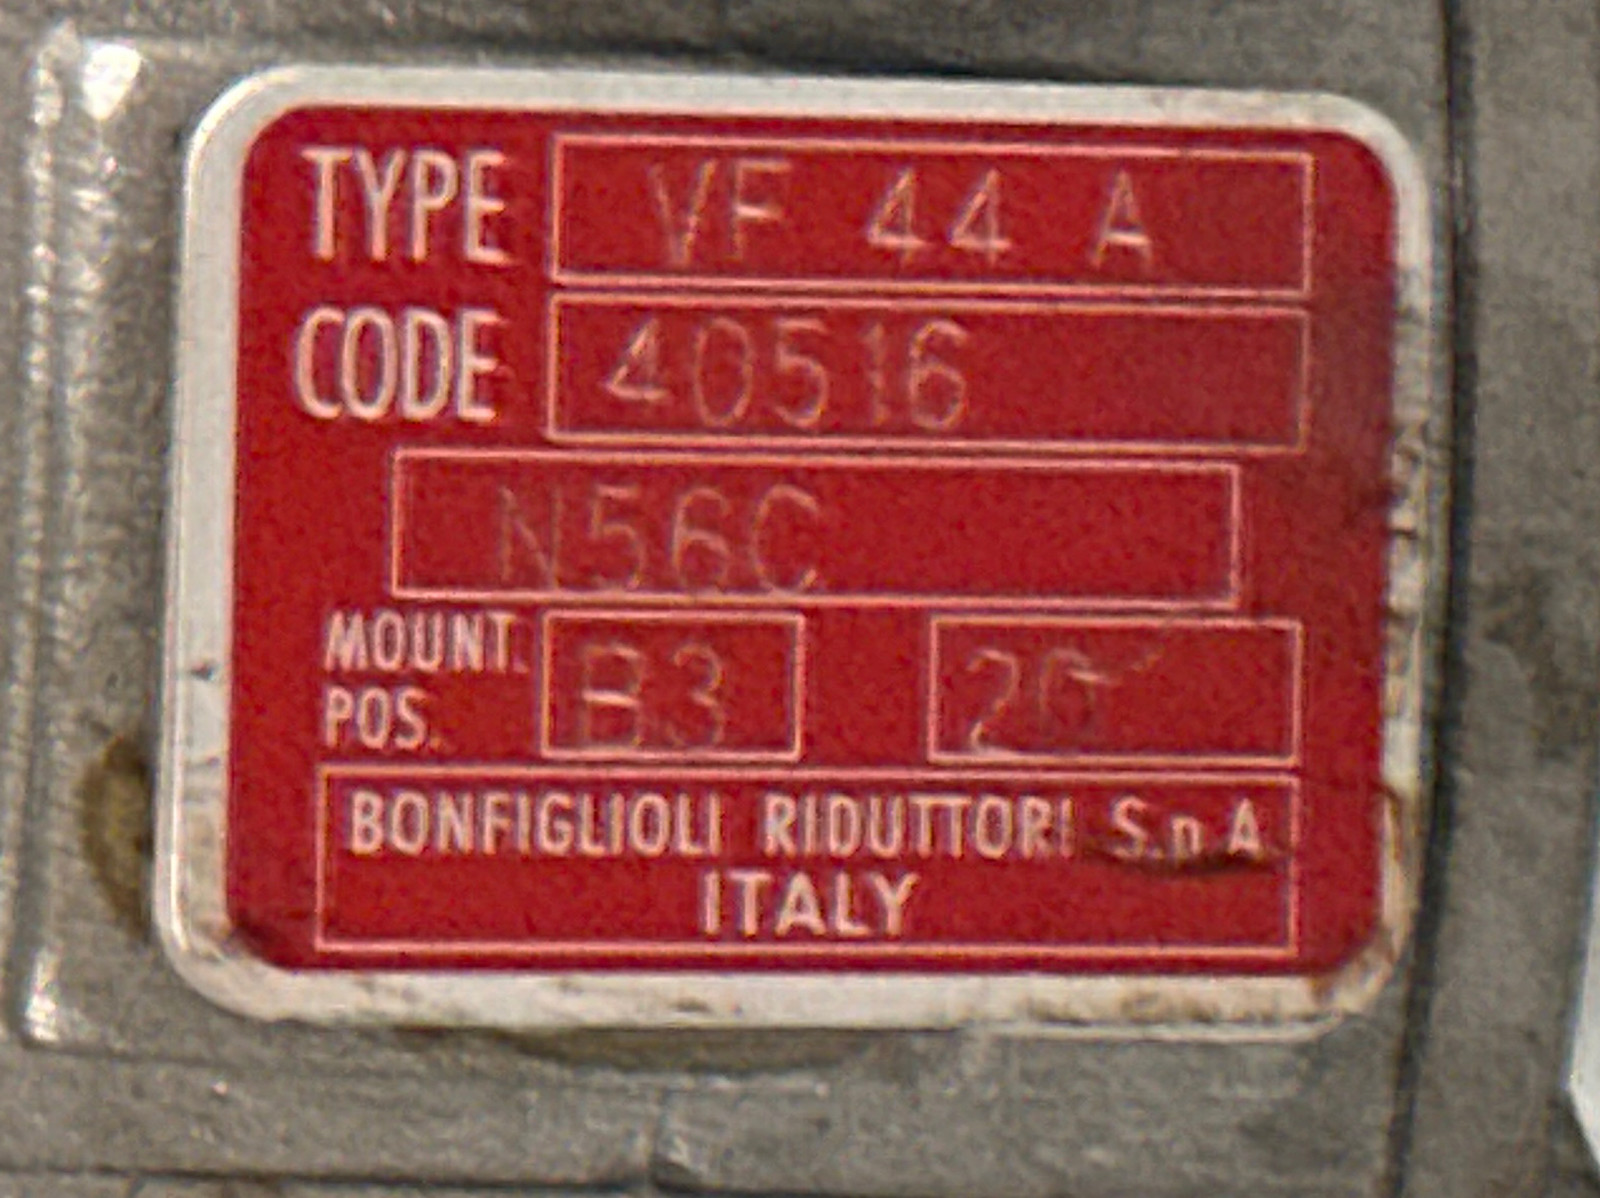 TYPE VF 44 A
CODE 40516
N56C
MOUNT. POS. B3 20
BONFIGLIOLI RIDUTTORI S.p.A
ITALY